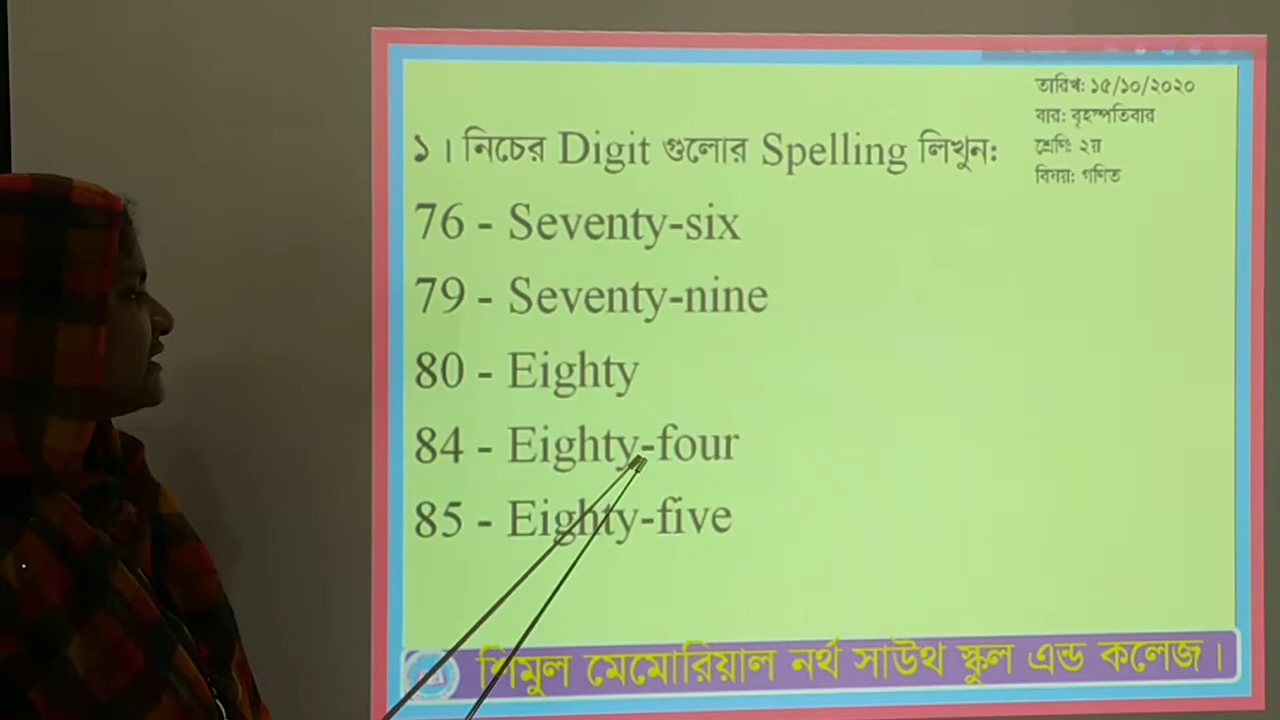 তারিখ: ১৫/১০/২০২০
বার: বৃহস্পতিবার
শ্রেণি: ২য়
বিষয়: গণিত
১। নিচের Digit গুলোর Spelling লিখুন:
76 - Seventy-six
79 - Seventy-nine
80 - Eighty
84 - Eighty-four
85 - Eighty-five
শিমুল মেমোরিয়াল নর্থ সাউথ স্কুল এন্ড কলেজ।